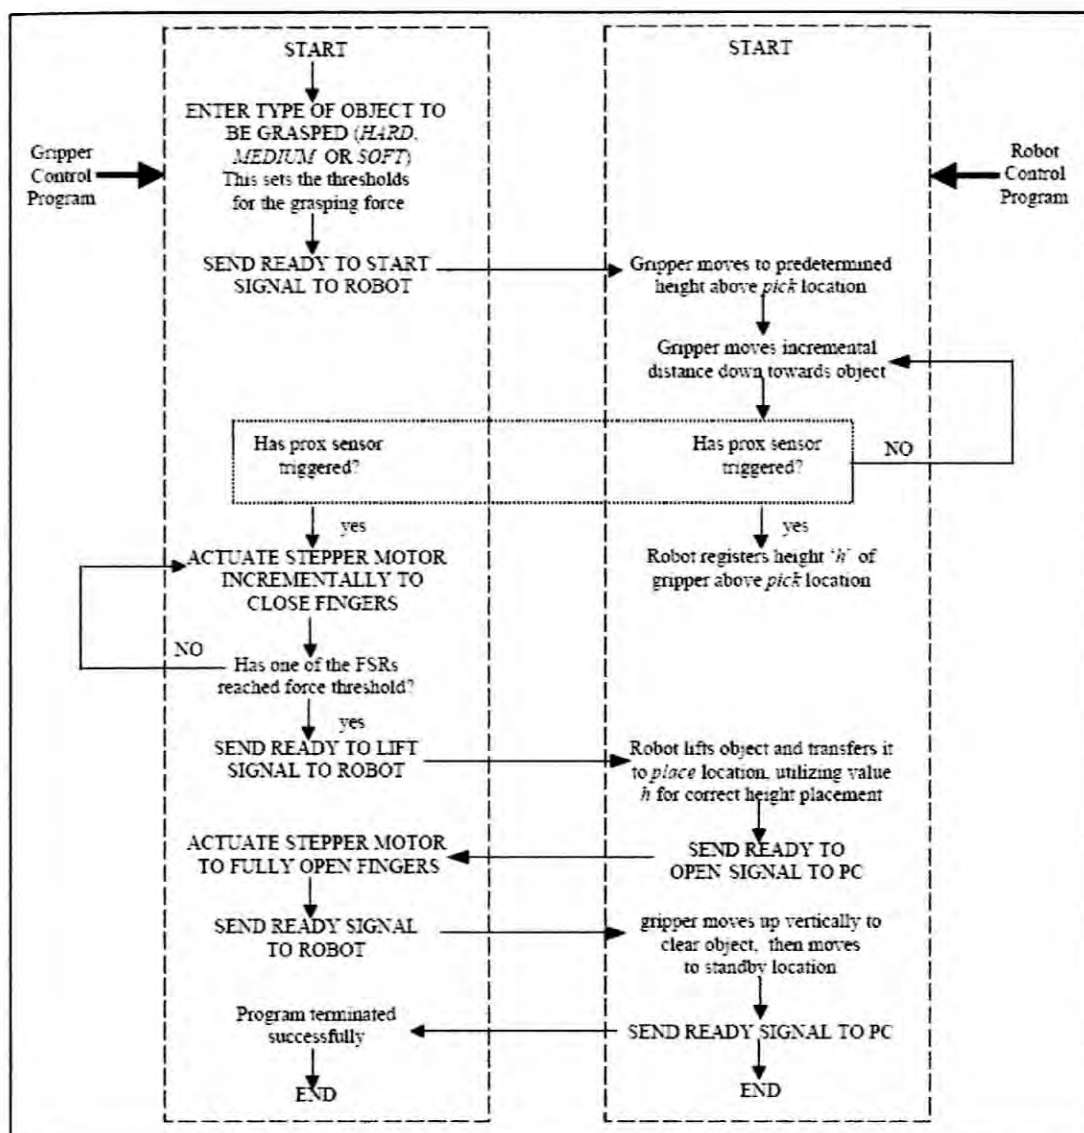 Gripper
Control
Program
START
ENTER TYPE OF OBJECT TO
BE GRASPED (HARD,
MEDIUM OR SOFT)
This sets the thresholds
for the grasping force
SEND READY TO START
SIGNAL TO ROBOT
Has prox sensor
triggered?
yes
ACTUATE STEPPER MOTOR
INCREMENTALLY TO
CLOSE FINGERS
NO
Has one of the FSRs
reached force threshold?
yes
SEND READY TO LIFT
SIGNAL TO ROBOT
ACTUATE STEPPER MOTOR
TO FULLY OPEN FINGERS
SEND READY SIGNAL
TO ROBOT
Program terminated
successfully
END
START
Robot
Control
Program
Gripper moves to predetermined
height above pick location
Gripper moves incremental
distance down towards object
Has prox sensor
triggered?
NO
yes
Robot registers height 'h' of
gripper above pick location
Robot lifts object and transfers it
to place location, utilizing value
h for correct height placement
SEND READY TO
OPEN SIGNAL TO PC
gripper moves up vertically to
clear object, then moves
to standby location
SEND READY SIGNAL TO PC
END